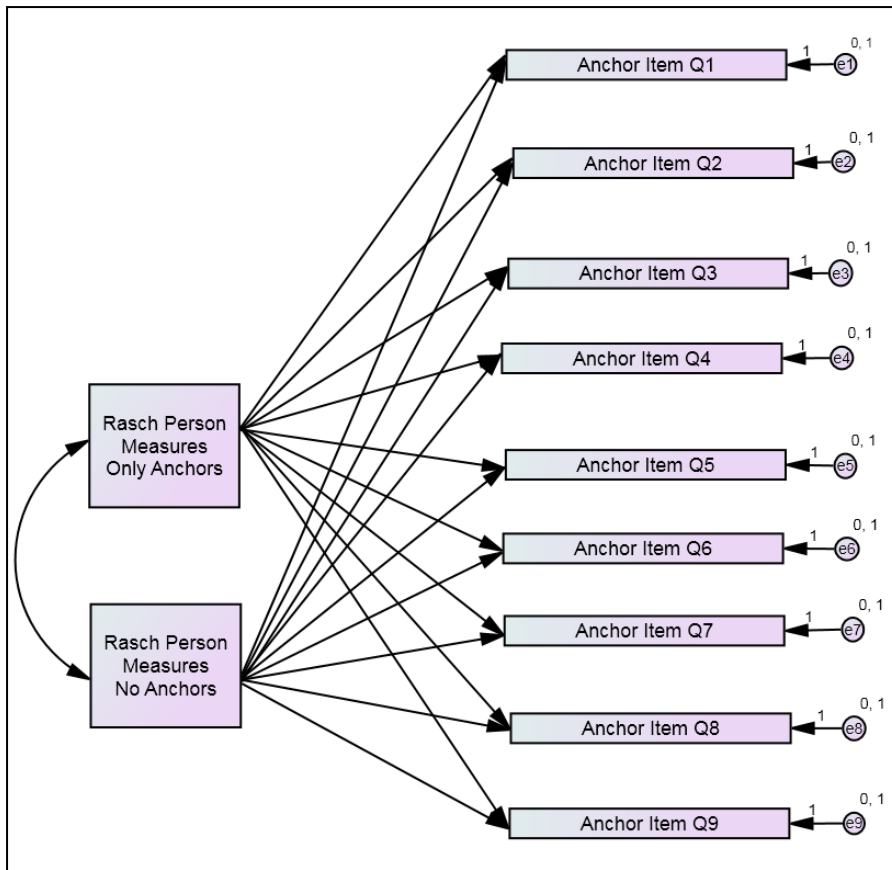 0, 1
Anchor Item Q1
1
e1
0, 1
Anchor Item Q2
1
e2
0, 1
Anchor Item Q3
1
e3
0, 1
Anchor Item Q4
1
e4
Rasch Person
Measures
Only Anchors
0, 1
Anchor Item Q5
1
e5
0, 1
Anchor Item Q6
1
e6
Rasch Person
Measures
No Anchors
0, 1
Anchor Item Q7
1
e7
0, 1
Anchor Item Q8
1
e8
0, 1
Anchor Item Q9
1
e9